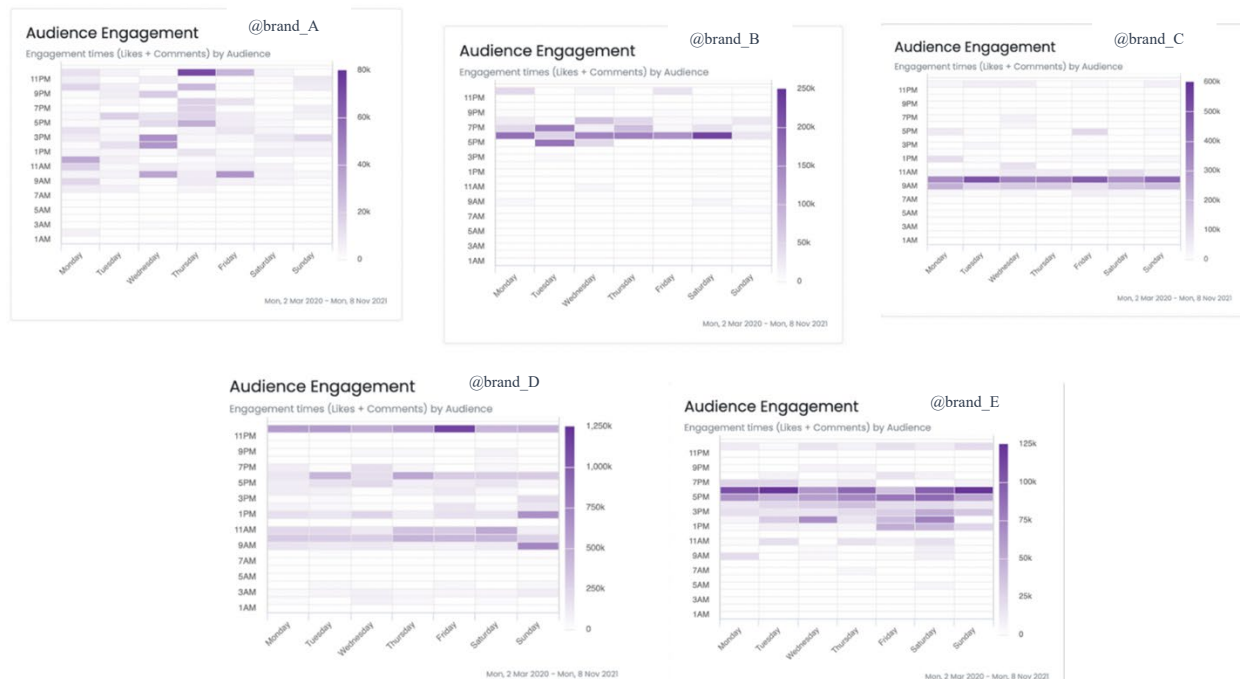 @brand_A
Audience Engagement
Engagement times (Likes + Comments) by Audience
11PM
9PM
7PM
5PM
3PM
1PM
11AM
9AM
7AM
5AM
3AM
1AM
80k
60k
40k
20k
0
Monday
Tuesday
Wednesday
Thursday
Friday
Saturday
Sunday
Mon, 2 Mar 2020 - Mon, 8 Nov 2021
@brand_B
Audience Engagement
Engagement times (Likes + Comments) by Audience
11PM
9PM
7PM
5PM
3PM
1PM
11AM
9AM
7AM
5AM
3AM
1AM
250k
200k
150k
100k
50k
0
Monday
Tuesday
Wednesday
Thursday
Friday
Saturday
Sunday
Mon, 2 Mar 2020 - Mon, 8 Nov 2021
@brand_C
Audience Engagement
Engagement times (Likes + Comments) by Audience
11PM
9PM
7PM
5PM
3PM
1PM
11AM
9AM
7AM
5AM
3AM
1AM
600k
500k
400k
300k
200k
100k
0
Monday
Tuesday
Wednesday
Thursday
Friday
Saturday
Sunday
Mon, 2 Mar 2020 - Mon, 8 Nov 2021
@brand_D
Audience Engagement
Engagement times (Likes + Comments) by Audience
11PM
9PM
7PM
5PM
3PM
1PM
11AM
9AM
7AM
5AM
3AM
1AM
1,250k
1,000k
750k
500k
250k
0
Monday
Tuesday
Wednesday
Thursday
Friday
Saturday
Sunday
Mon, 2 Mar 2020 - Mon, 8 Nov 2021
@brand_E
Audience Engagement
Engagement times (Likes + Comments) by Audience
11PM
9PM
7PM
5PM
3PM
1PM
11AM
9AM
7AM
5AM
3AM
1AM
125k
100k
75k
50k
25k
0
Monday
Tuesday
Wednesday
Thursday
Friday
Saturday
Sunday
Mon, 2 Mar 2020 - Mon, 8 Nov 2021